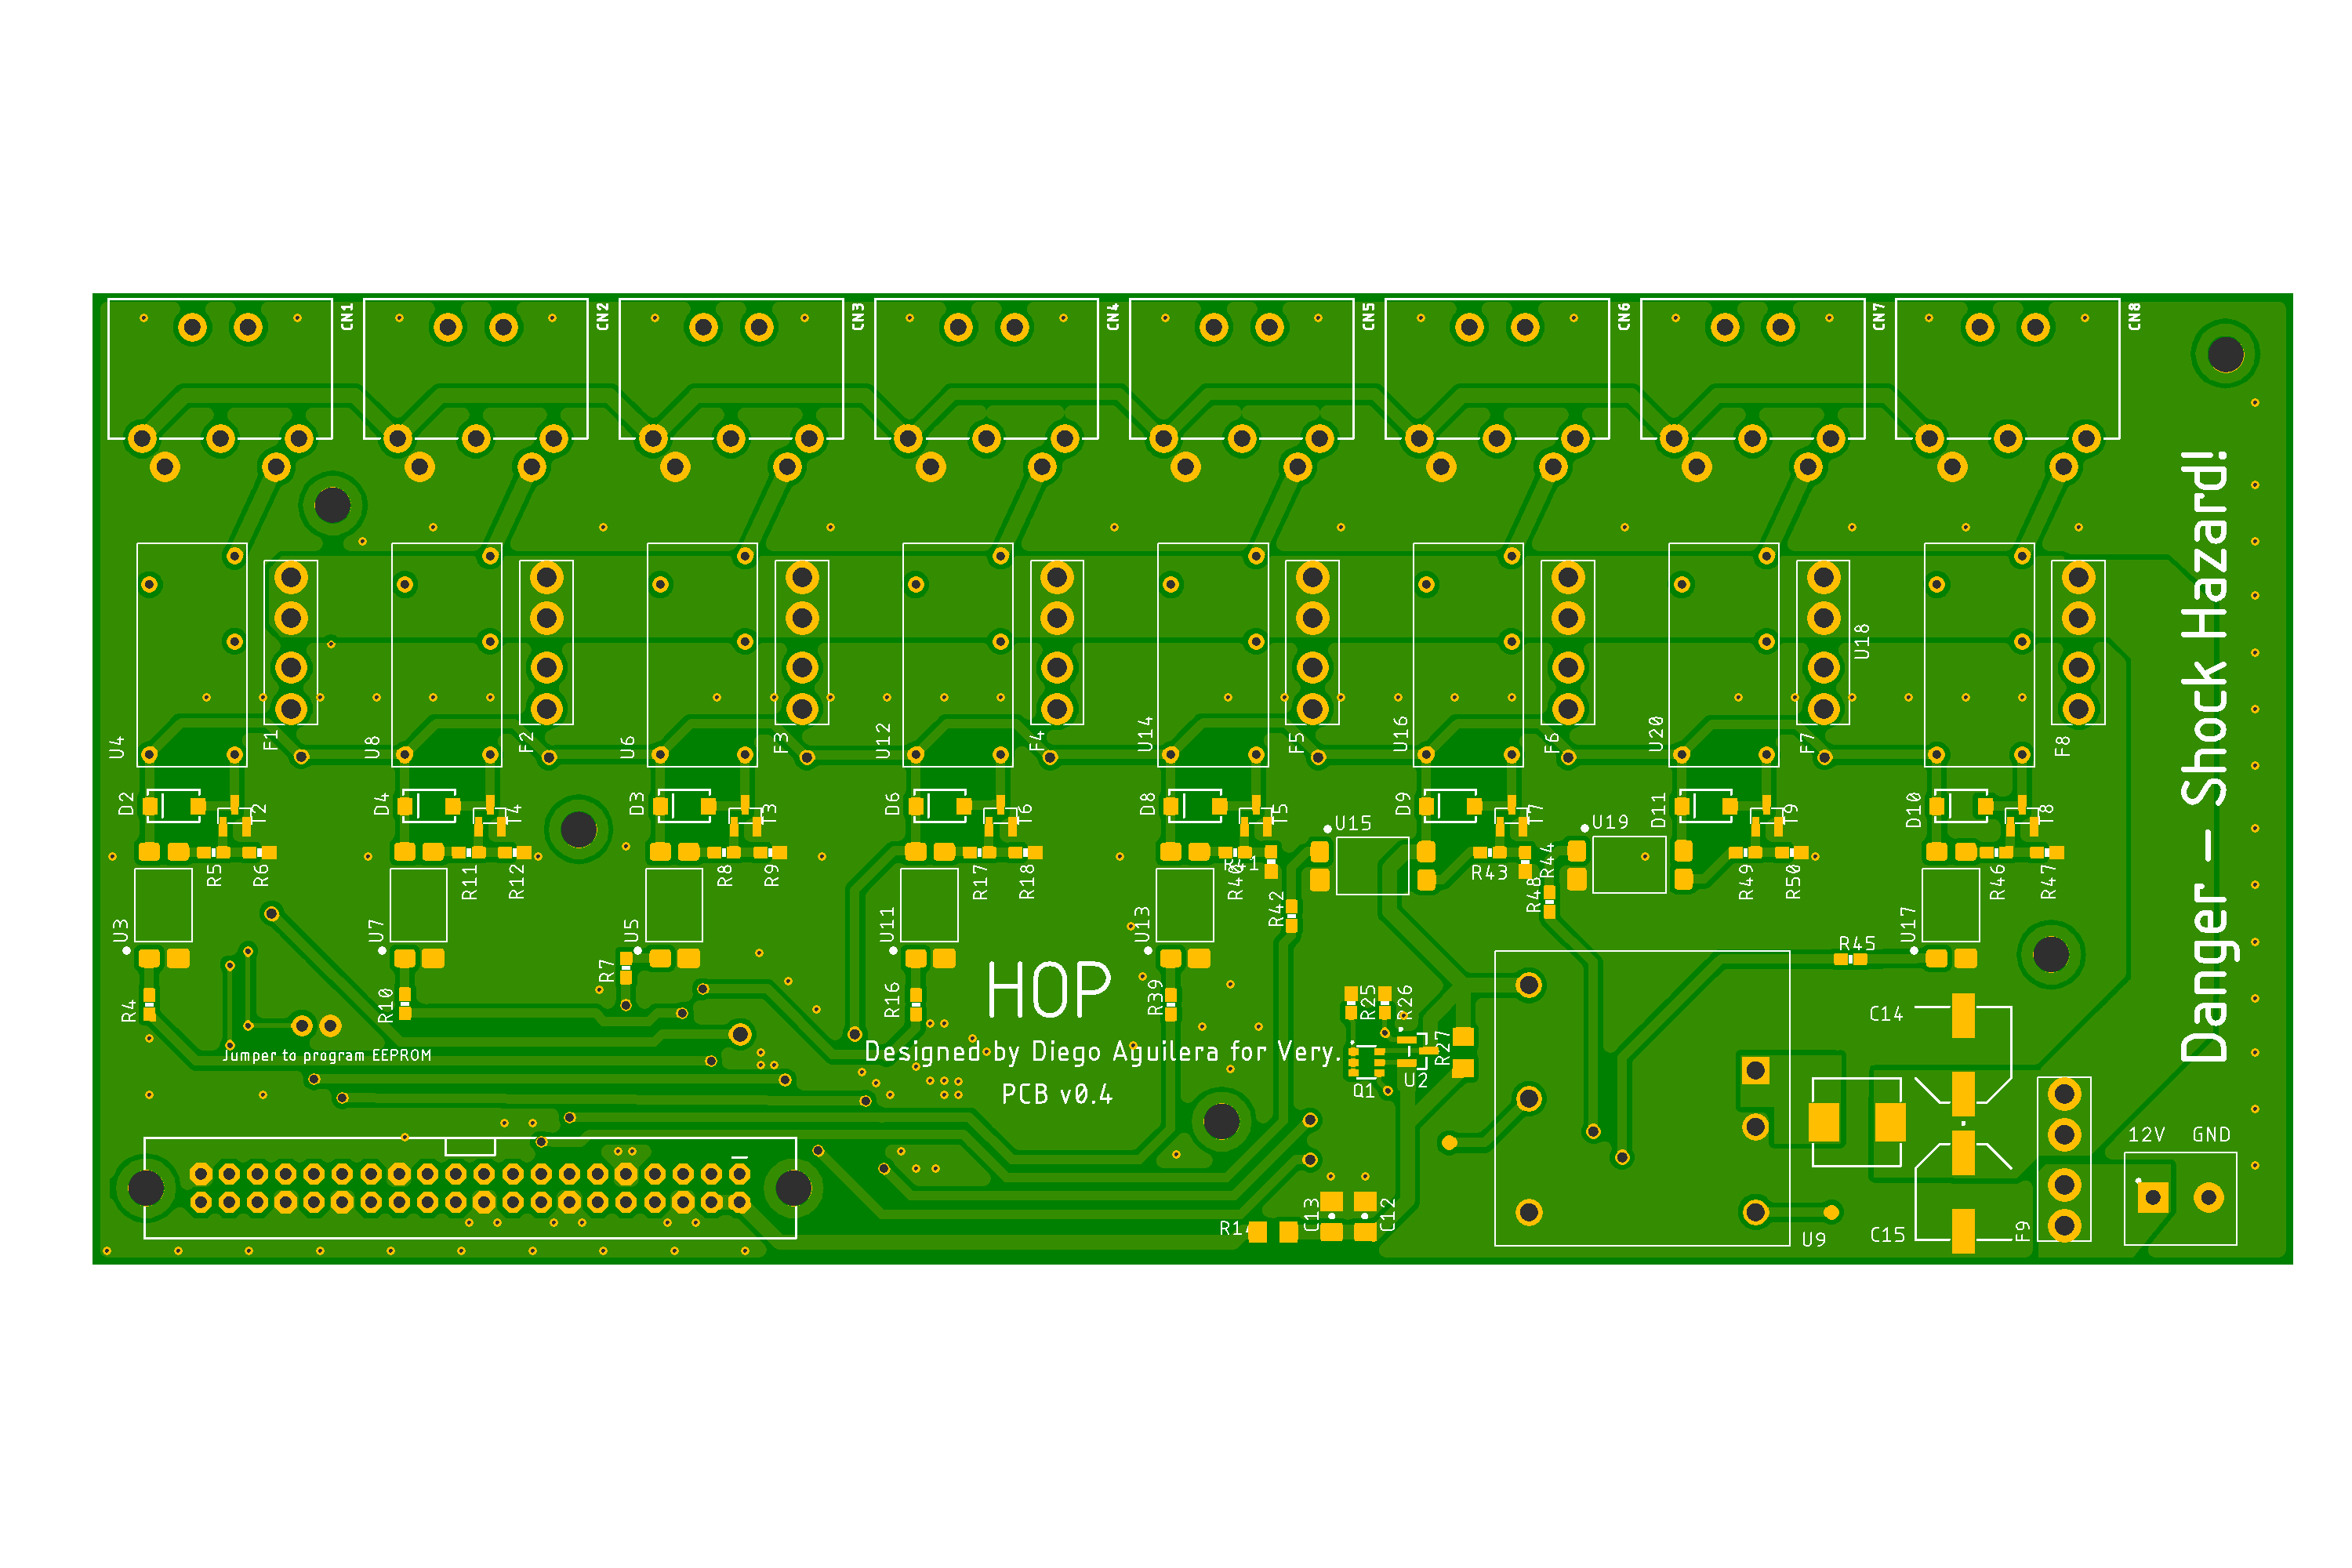 CN1
CN2
CN3
CN4
CN5
CN6
CN7
CN8
U4
F1
U8
F2
U6
F3
U12
F4
U14
F5
U16
F6
U20
F7
U18
F8
D2
T2
D4
T4
D3
T3
D6
T6
D8
T5
U15
D9
T7
U19
D11
T9
D10
T8
R5
R6
R11
R12
R8
R9
R17
R18
R41
R40
R42
R43
R44
R48
R49
R50
R46
R47
U3
U7
U5
U11
U13
U17
R45
R4
R10
R7
R16
R39
R25
R26
R27
C14
HOP
Jumper to program EEPROM
Designed by Diego Aguilera for Very.
PCB v0.4
Q1
U2
12V
GND
R14
C13
C12
U9
C15
F9
Danger – Shock Hazard!